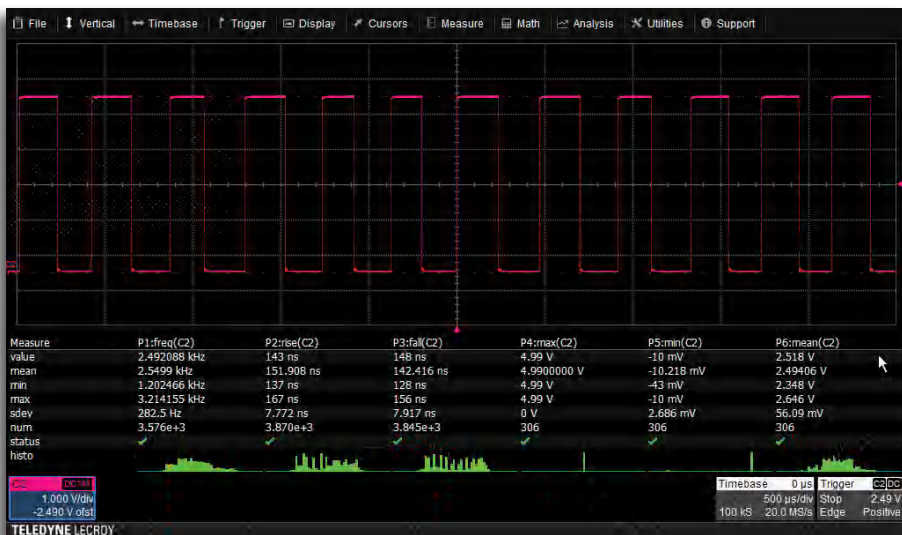 File Vertical Timebase Trigger Display Cursors Measure Math Analysis Utilities Support
C2
Measure P1:freq(C2) P2:rise(C2) P3:fall(C2) P4:max(C2) P5:min(C2) P6:mean(C2)
value 2.492088 kHz 143 ns 148 ns 4.99 V -10 mV 2.518 V
mean 2.5499 kHz 151.908 ns 142.416 ns 4.9900000 V -10.218 mV 2.49406 V
min 1.202466 kHz 137 ns 128 ns 4.99 V -43 mV 2.348 V
max 3.214155 kHz 167 ns 156 ns 4.99 V -10 mV 2.646 V
sdev 282.5 Hz 7.772 ns 7.917 ns 0 V 2.686 mV 56.09 mV
num 3.576e+3 3.870e+3 3.845e+3 306 306 306
status
histo
C2 DC1M
1.000 V/div
-2.490 V ofst
Timebase 0 µs
500 µs/div
100 kS 20.0 MS/s
Trigger C2 DC
Stop 2.49 V
Edge Positive
TELEDYNE LECROY